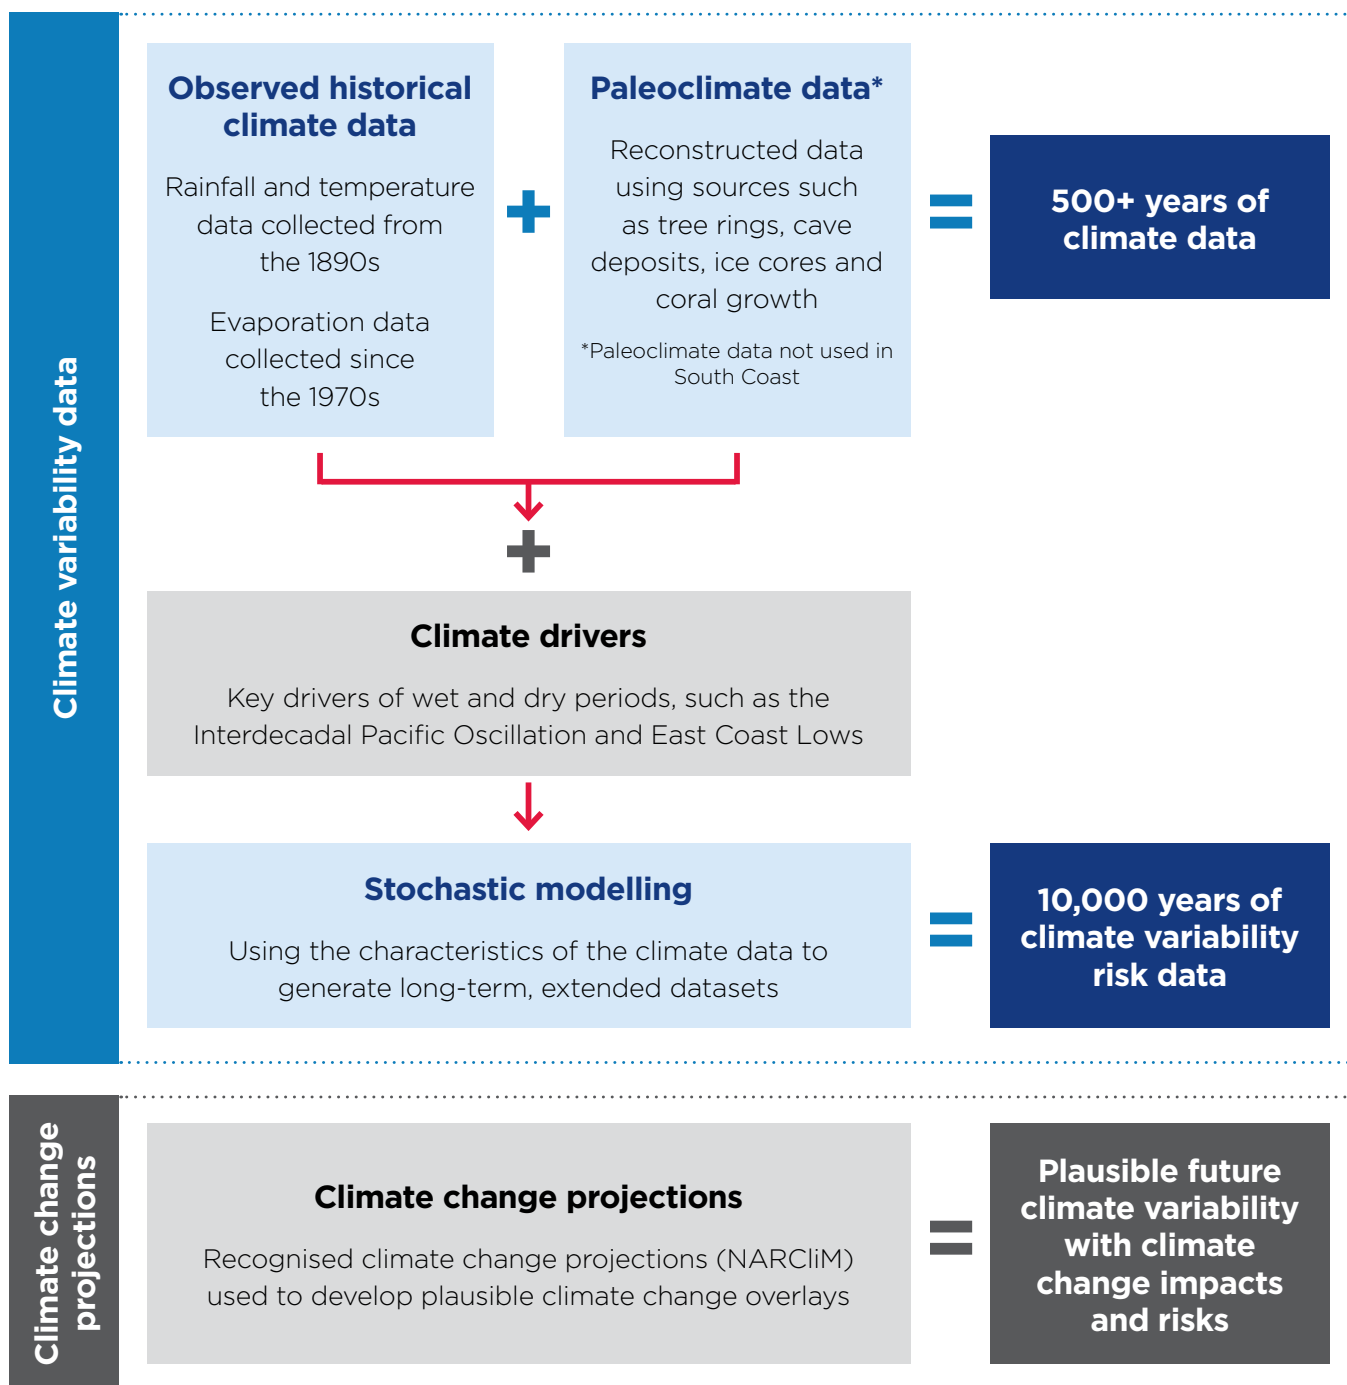 Climate variability data
Observed historical
climate data
Rainfall and temperature
data collected from
the 1890s
Evaporation data
collected since
the 1970s
+
Paleoclimate data*
Reconstructed data
using sources such
as tree rings, cave
deposits, ice cores and
coral growth
*Paleoclimate data not used in
South Coast
=
500+ years of
climate data
+
Climate drivers
Key drivers of wet and dry periods, such as the
Interdecadal Pacific Oscillation and East Coast Lows
Stochastic modelling
Using the characteristics of the climate data to
generate long-term, extended datasets
=
10,000 years of
climate variability
risk data
Climate change
projections
Climate change projections
Recognised climate change projections (NARCliM)
used to develop plausible climate change overlays
=
Plausible future
climate variability
with climate
change impacts
and risks